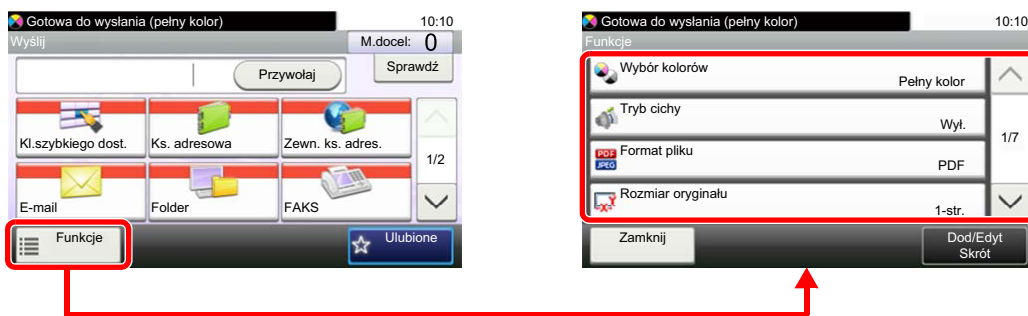 Gotowa do wysłania (pełny kolor) 10:10
Wyślij M.docel: 0
Przywołaj Sprawdź
Kl.szybkiego dost. Ks. adresowa Zewn. ks. adres.
1/2
E-mail Folder FAKS
Funkcje Ulubione
Gotowa do wysłania (pełny kolor) 10:10
Funkcje
Wybór kolorów
Pełny kolor
Tryb cichy
Wył.
1/7
PDF
JPEG
Format pliku
PDF
Rozmiar oryginału
1-str.
Zamknij Dod/Edyt
Skrót